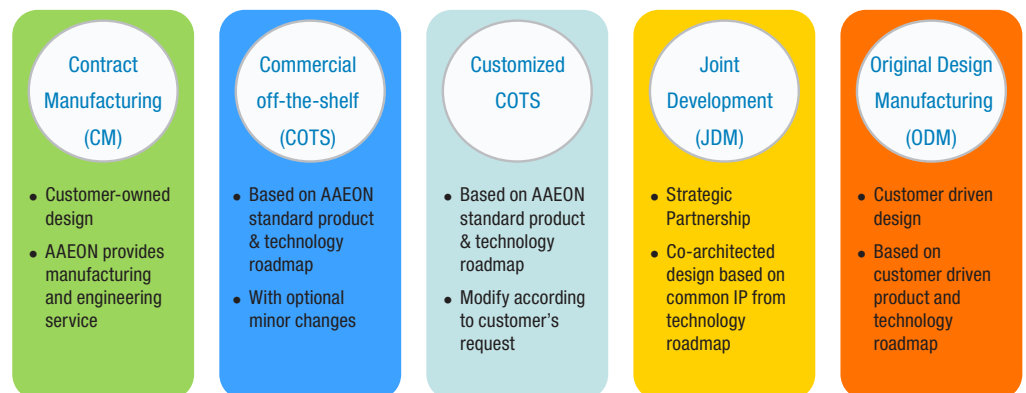 Contract
Manufacturing
(CM)
• Customer-owned
design
• AAEON provides
manufacturing
and engineering
service
Commercial
off-the-shelf
(COTS)
• Based on AAEON
standard product
& technology
roadmap
• With optional
minor changes
Customized
COTS
• Based on AAEON
standard product
& technology
roadmap
• Modify according
to customer's
request
Joint
Development
(JDM)
• Strategic
Partnership
• Co-architected
design based on
common IP from
technology
roadmap
Original Design
Manufacturing
(ODM)
• Customer driven
design
• Based on
customer driven
product and
technology
roadmap